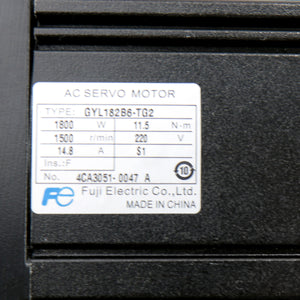 AC SERVO MOTOR
TYPE GYL182B6-TG2
1800 W 11.5 N·m
1500 r/min 220 V
14.8 A S1
Ins.:F
No. 4CA3051-0047 A
10
Fe Fuji Electric Co.,Ltd.
MADE IN CHINA